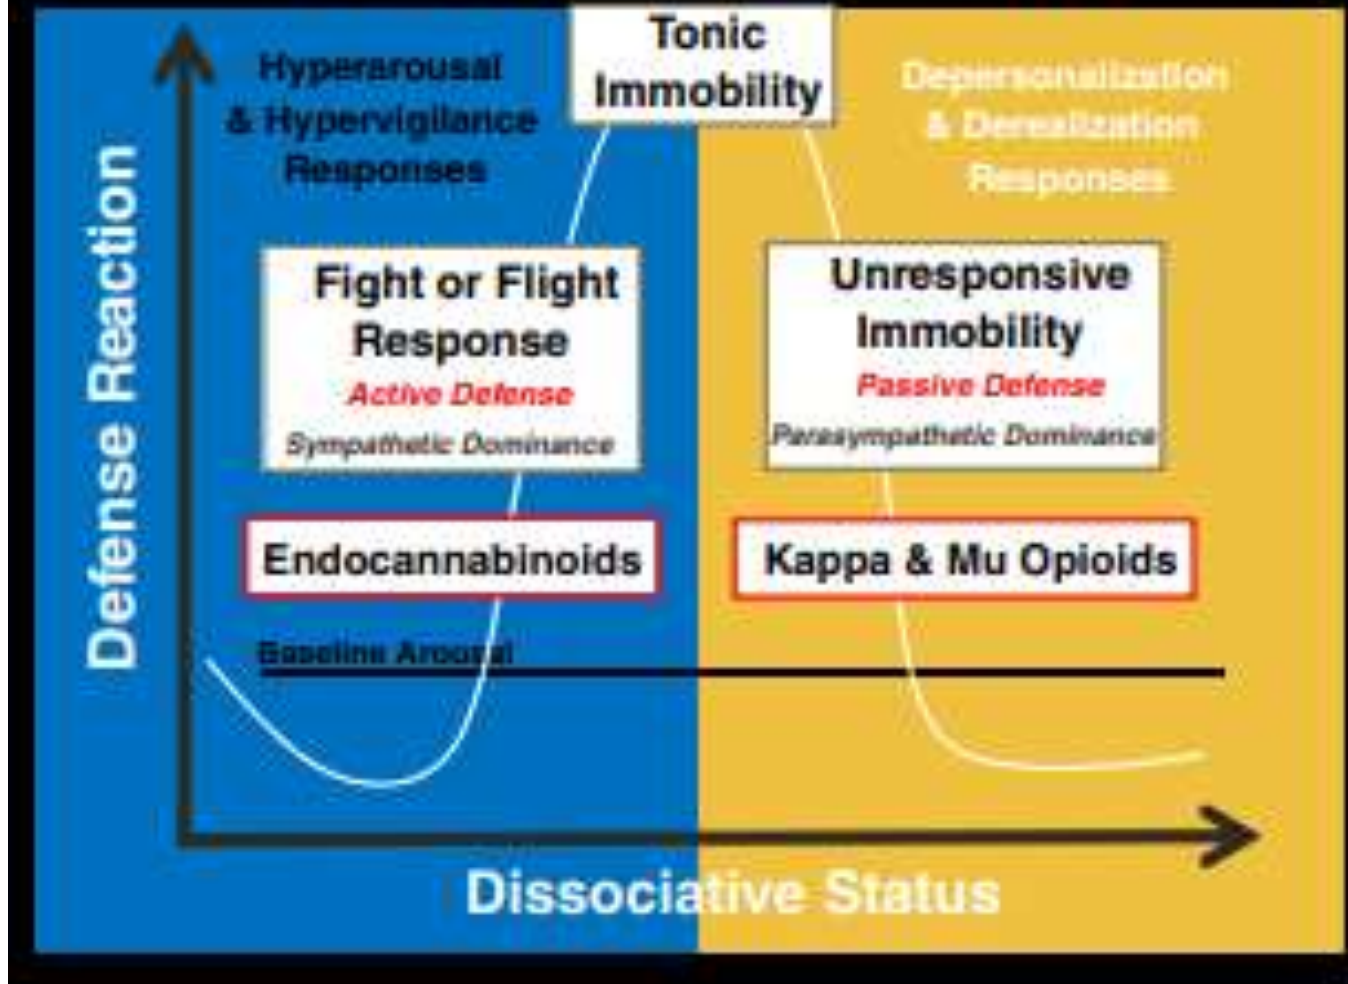 Tonic
Immobility
Hyperarousal
& Hypervigilance
Responses
Depersonalization
& Derealization
Responses
Defense Reaction
Fight or Flight
Response
Active Defense
Sympathetic Dominance
Unresponsive
Immobility
Passive Defense
Parasympathetic Dominance
Endocannabinoids
Kappa & Mu Opioids
Baseline Arousal
Dissociative Status